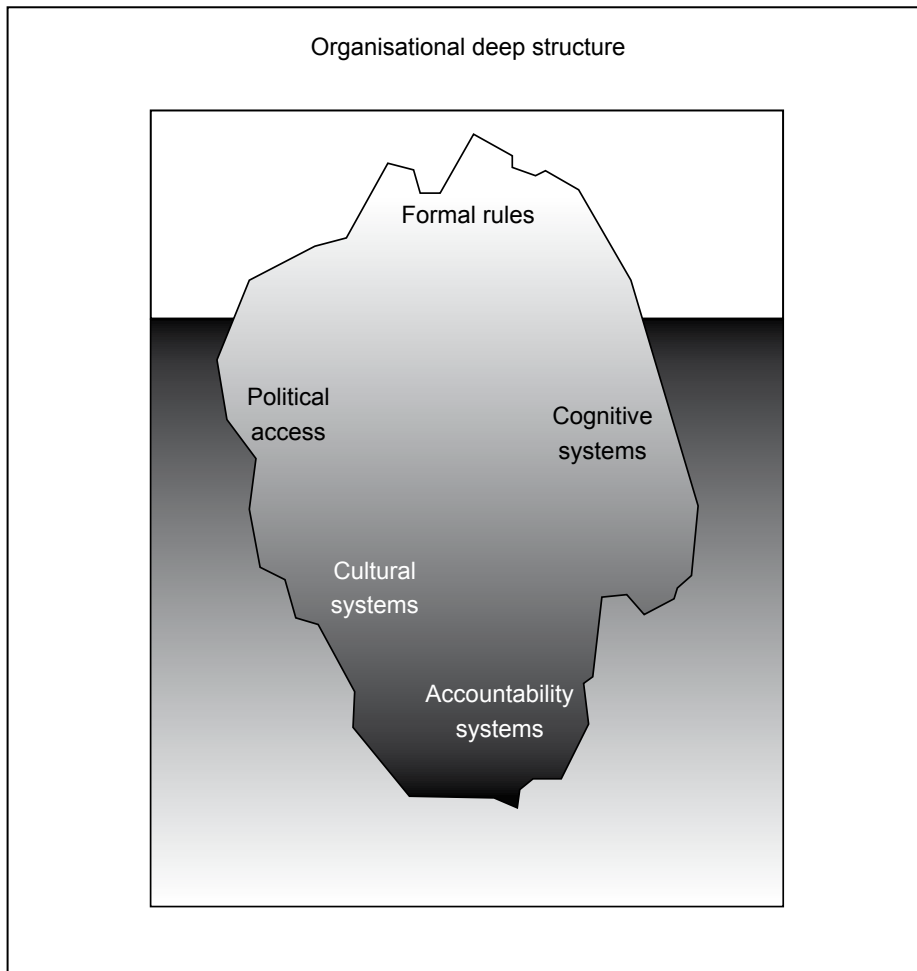 Organisational deep structure
Formal rules
Political
access
Cognitive
systems
Cultural
systems
Accountability
systems